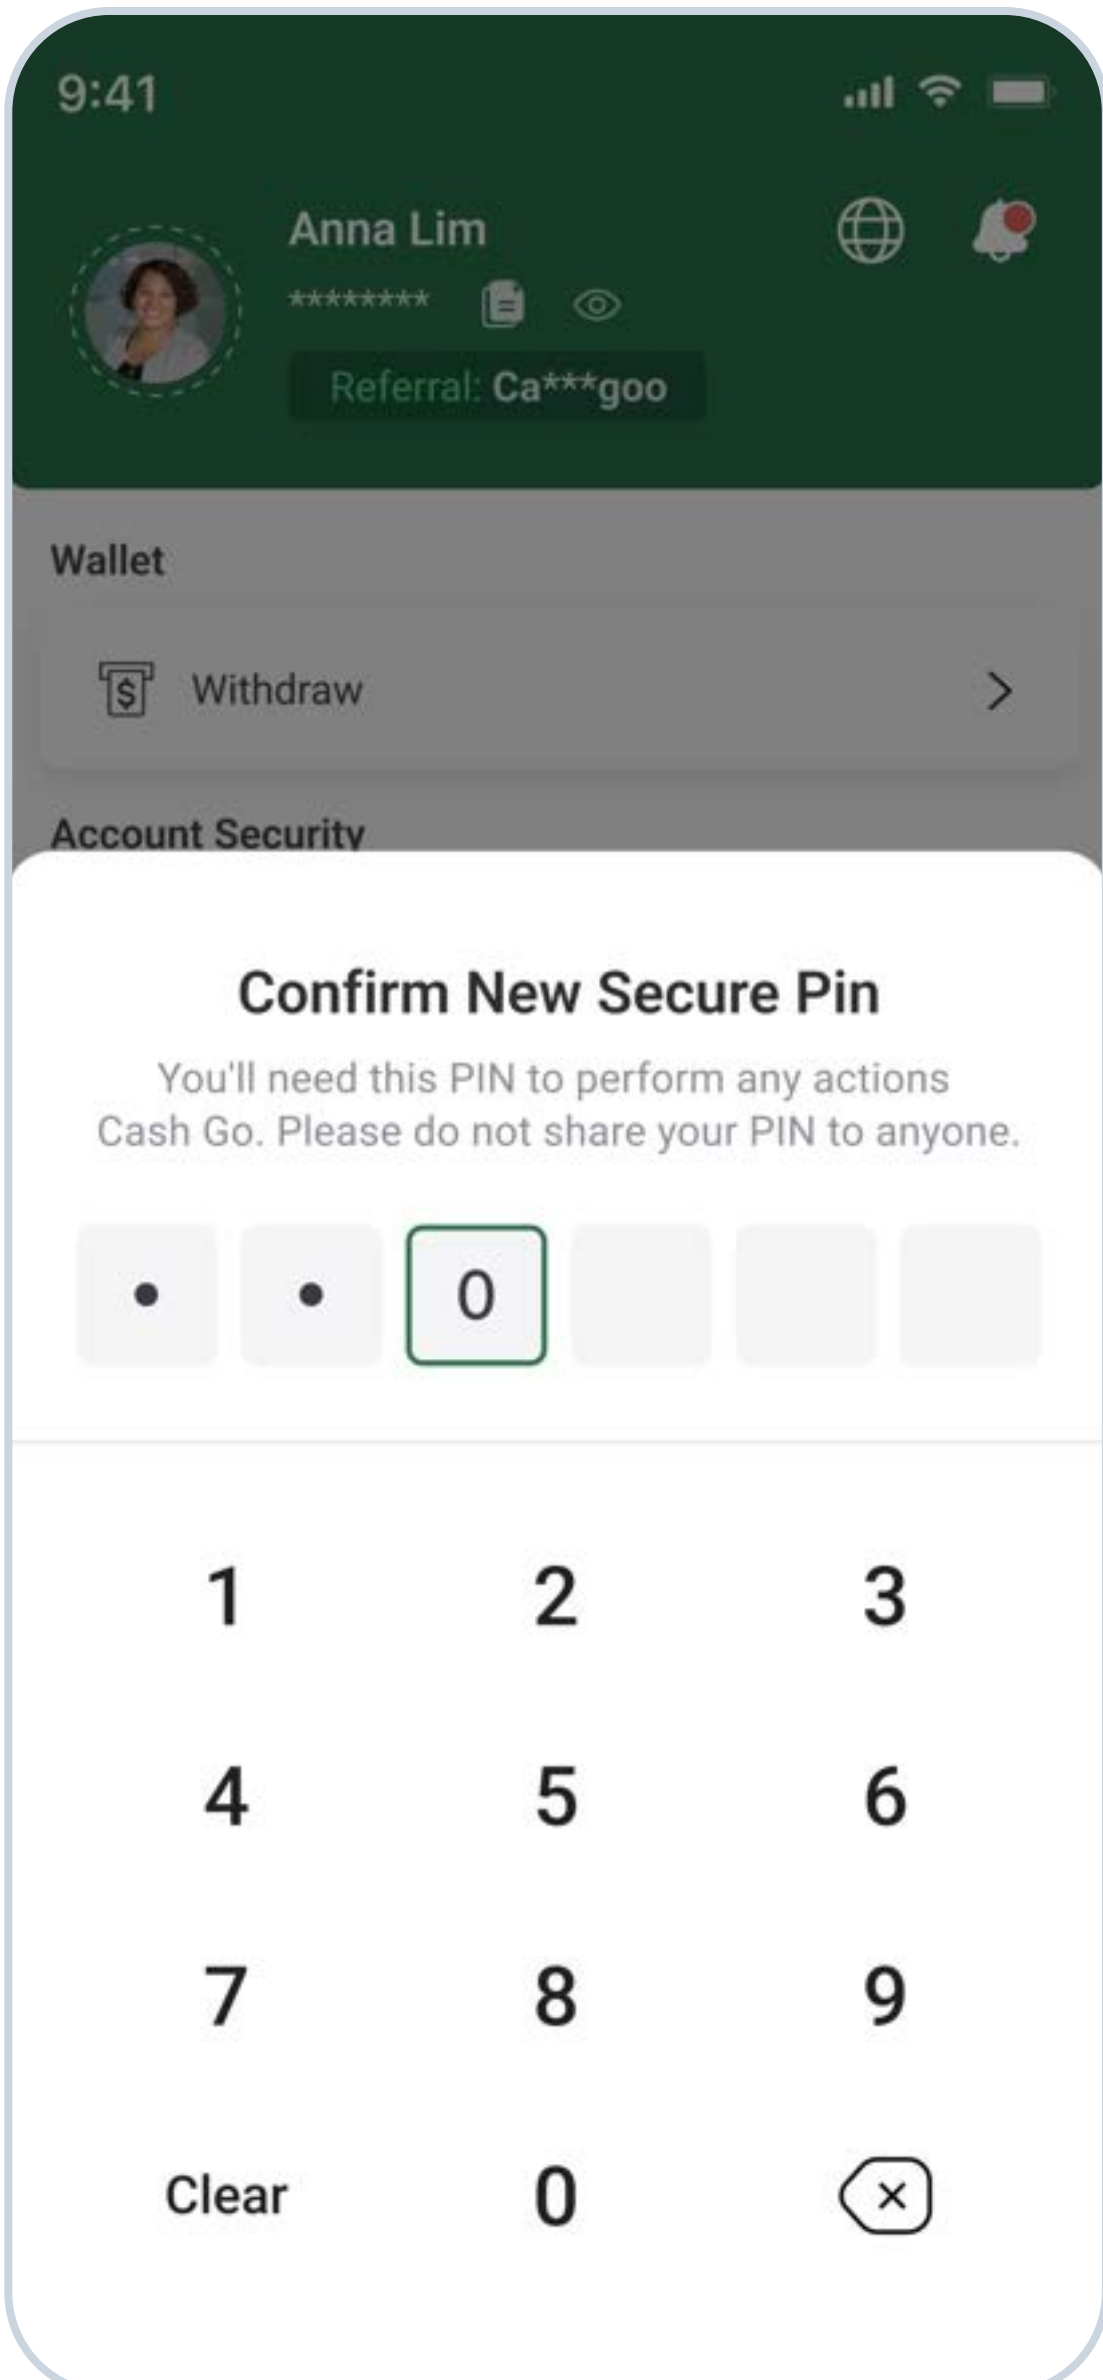 9:41
Anna Lim
********
Referral: Ca***goo
Wallet
Withdraw
Account Security
Confirm New Secure Pin
You'll need this PIN to perform any actions
Cash Go. Please do not share your PIN to anyone.
0
1 2 3
4 5 6
7 8 9
Clear 0